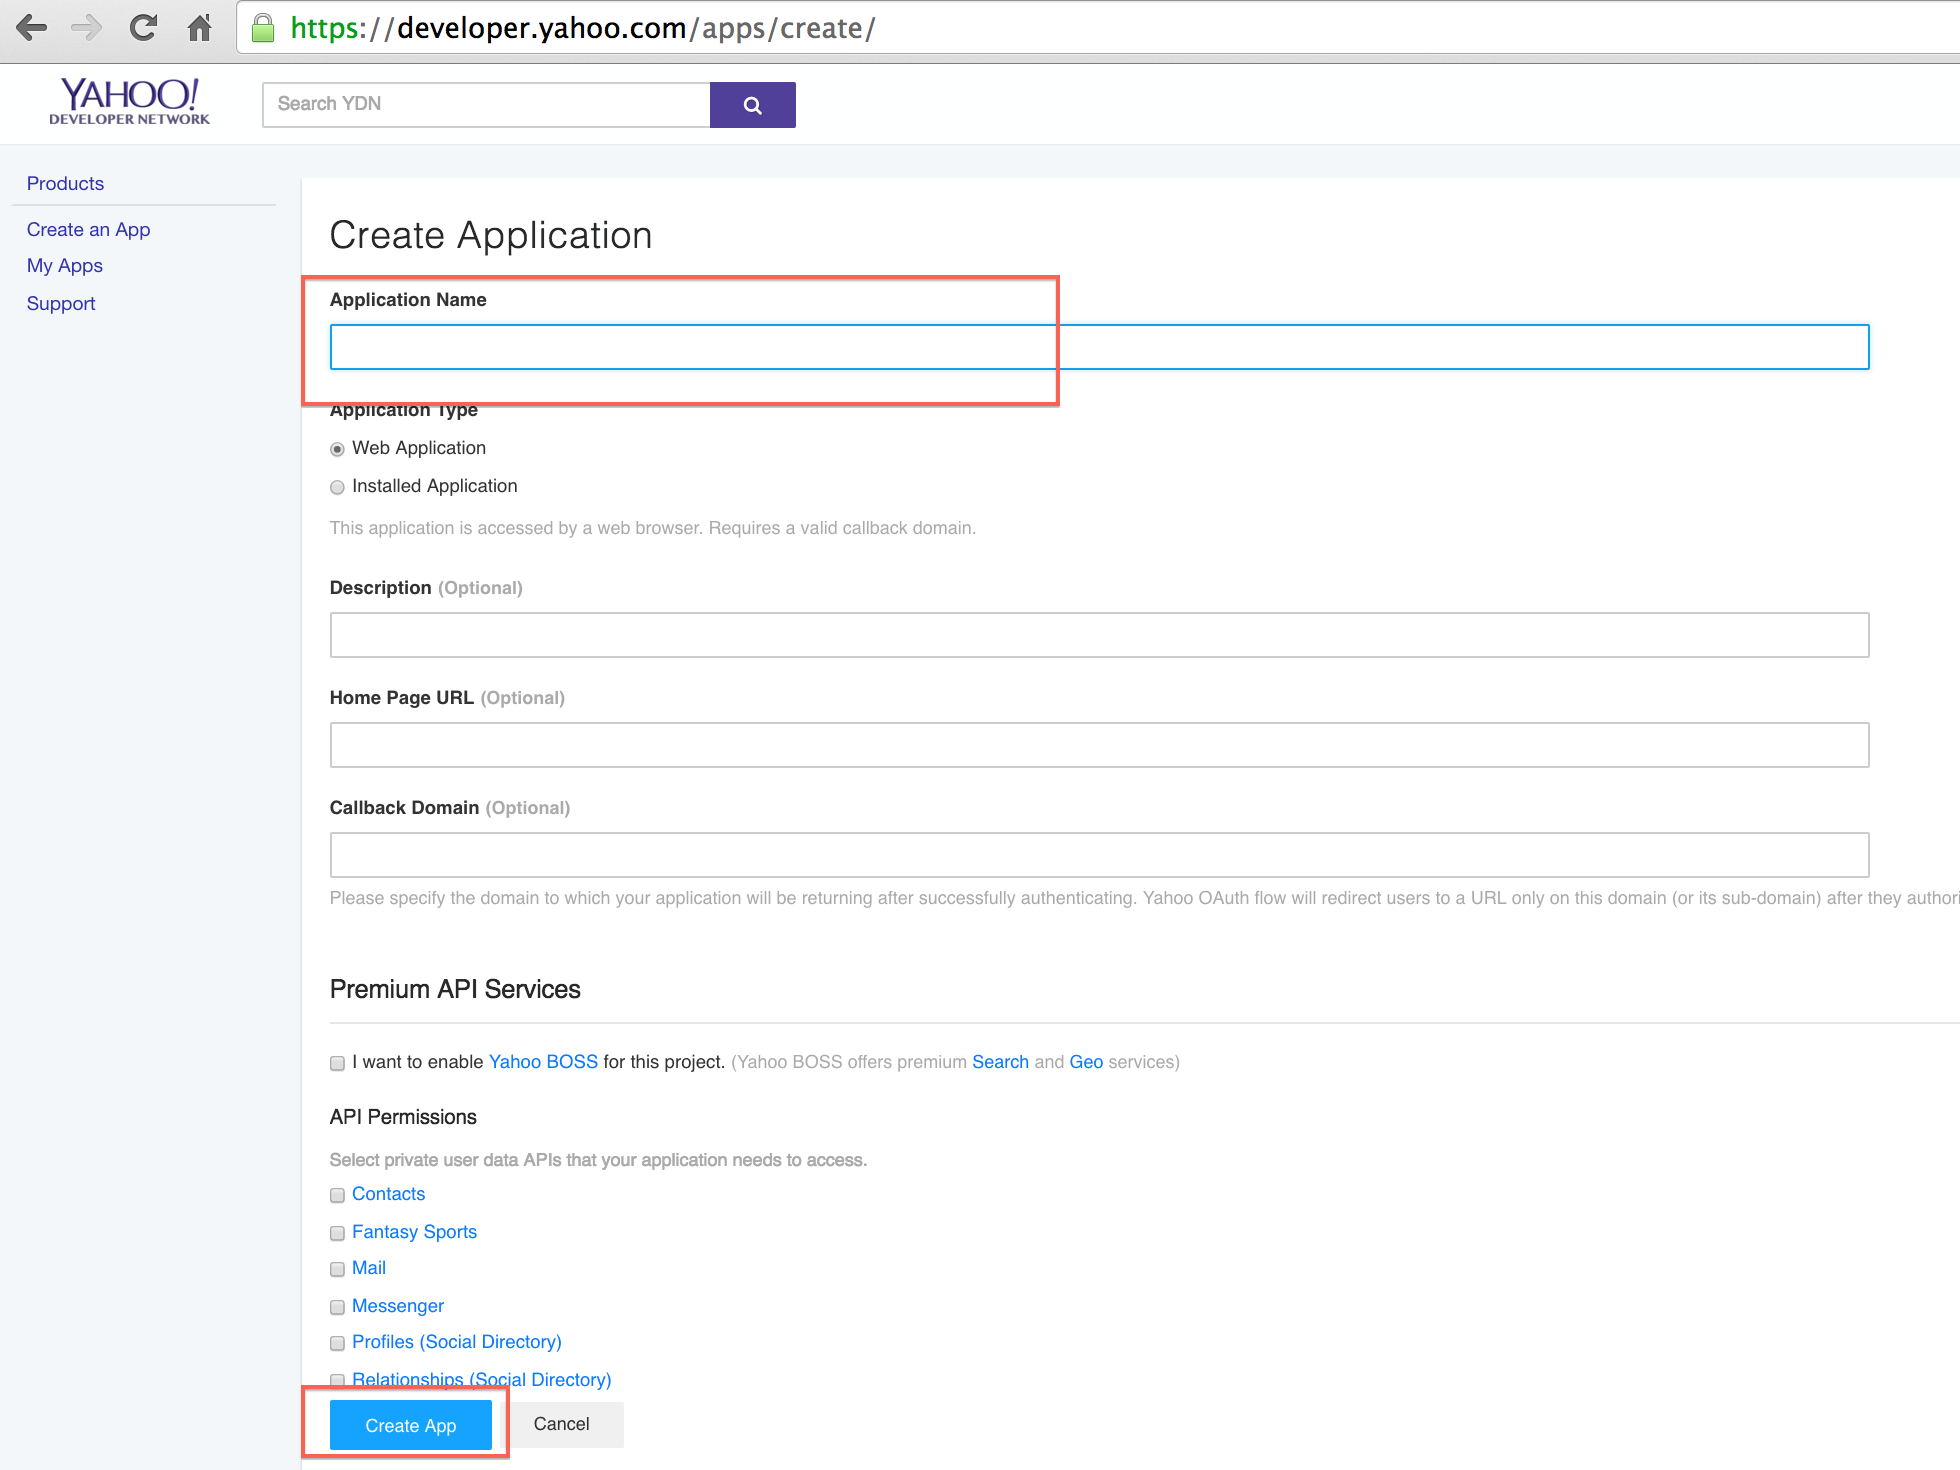 https://developer.yahoo.com/apps/create/
YAHOO!
DEVELOPER NETWORK
Search YDN
Products
Create an App
My Apps
Support
Create Application
Application Name
Application Type
Web Application
Installed Application
This application is accessed by a web browser. Requires a valid callback domain.
Description (Optional)
Home Page URL (Optional)
Callback Domain (Optional)
Please specify the domain to which your application will be returning after successfully authenticating. Yahoo OAuth flow will redirect users to a URL only on this domain (or its sub-domain) after they authori
Premium API Services
I want to enable Yahoo BOSS for this project. (Yahoo BOSS offers premium Search and Geo services)
API Permissions
Select private user data APIs that your application needs to access.
Contacts
Fantasy Sports
Mail
Messenger
Profiles (Social Directory)
Relationships (Social Directory)
Create App
Cancel